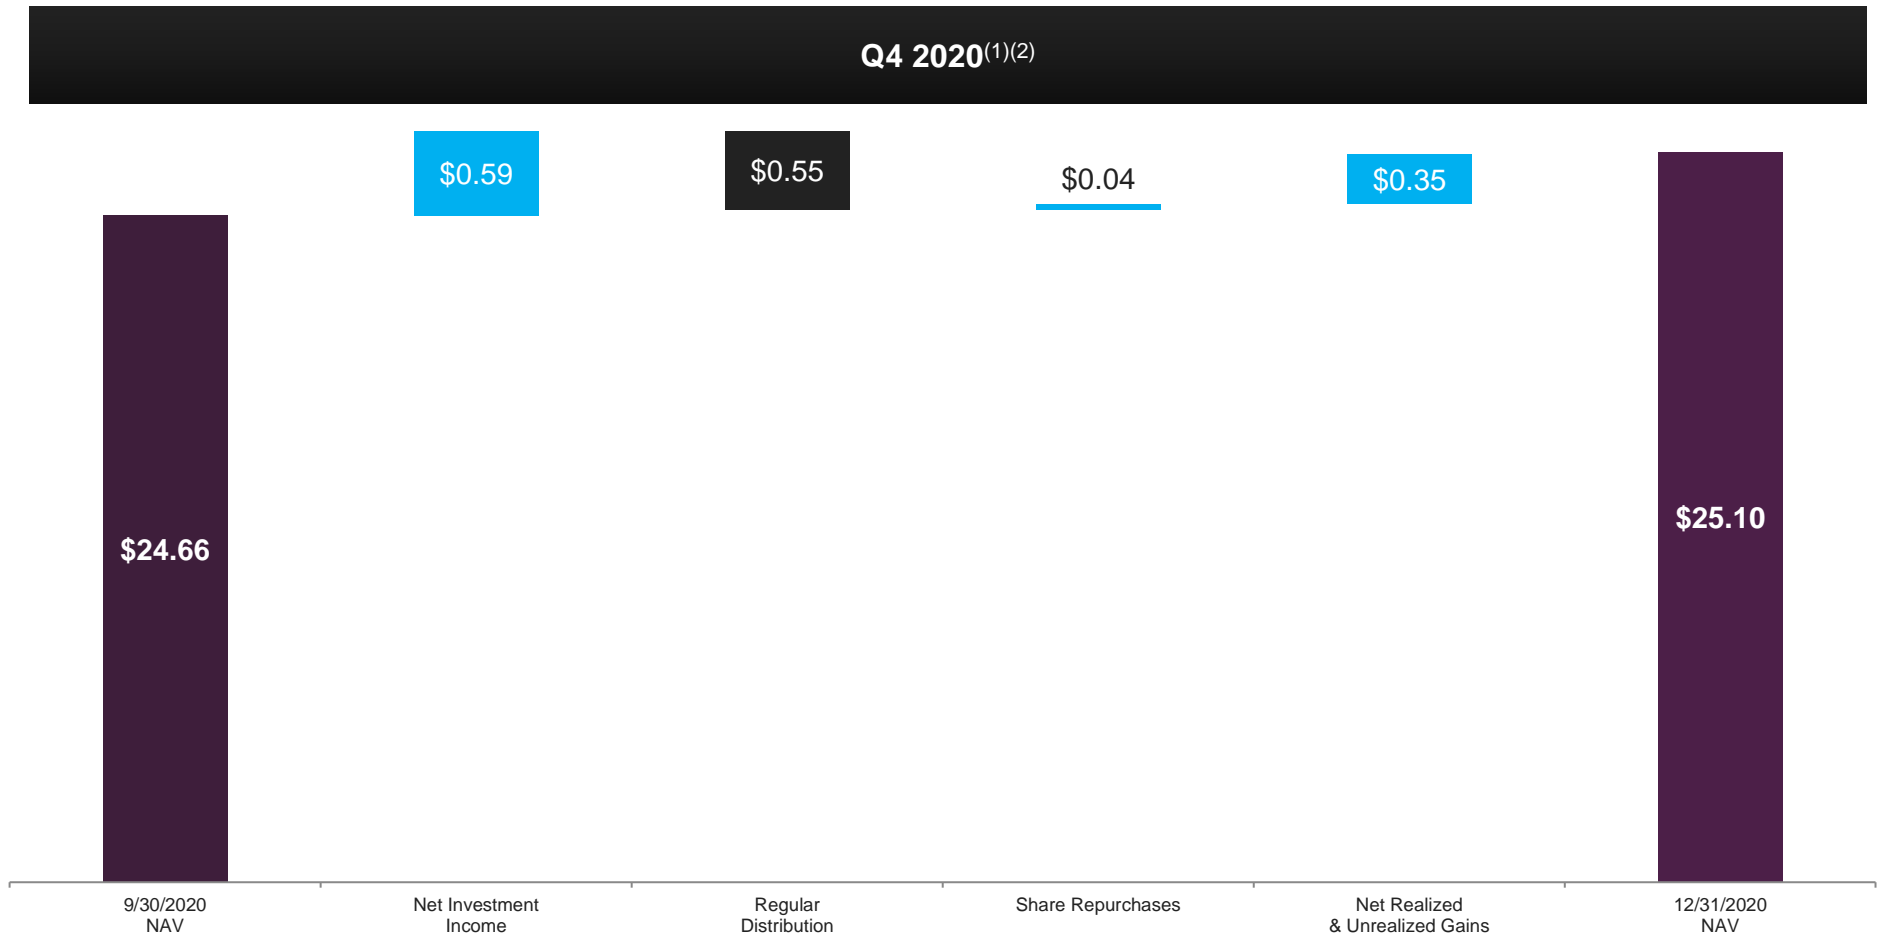 Q4 2020(1)(2)
$0.59
$0.55
$0.04
$0.35
$24.66
$25.10
9/30/2020
NAV
Net Investment
Income
Regular
Distribution
Share Repurchases
Net Realized
& Unrealized Gains
12/31/2020
NAV